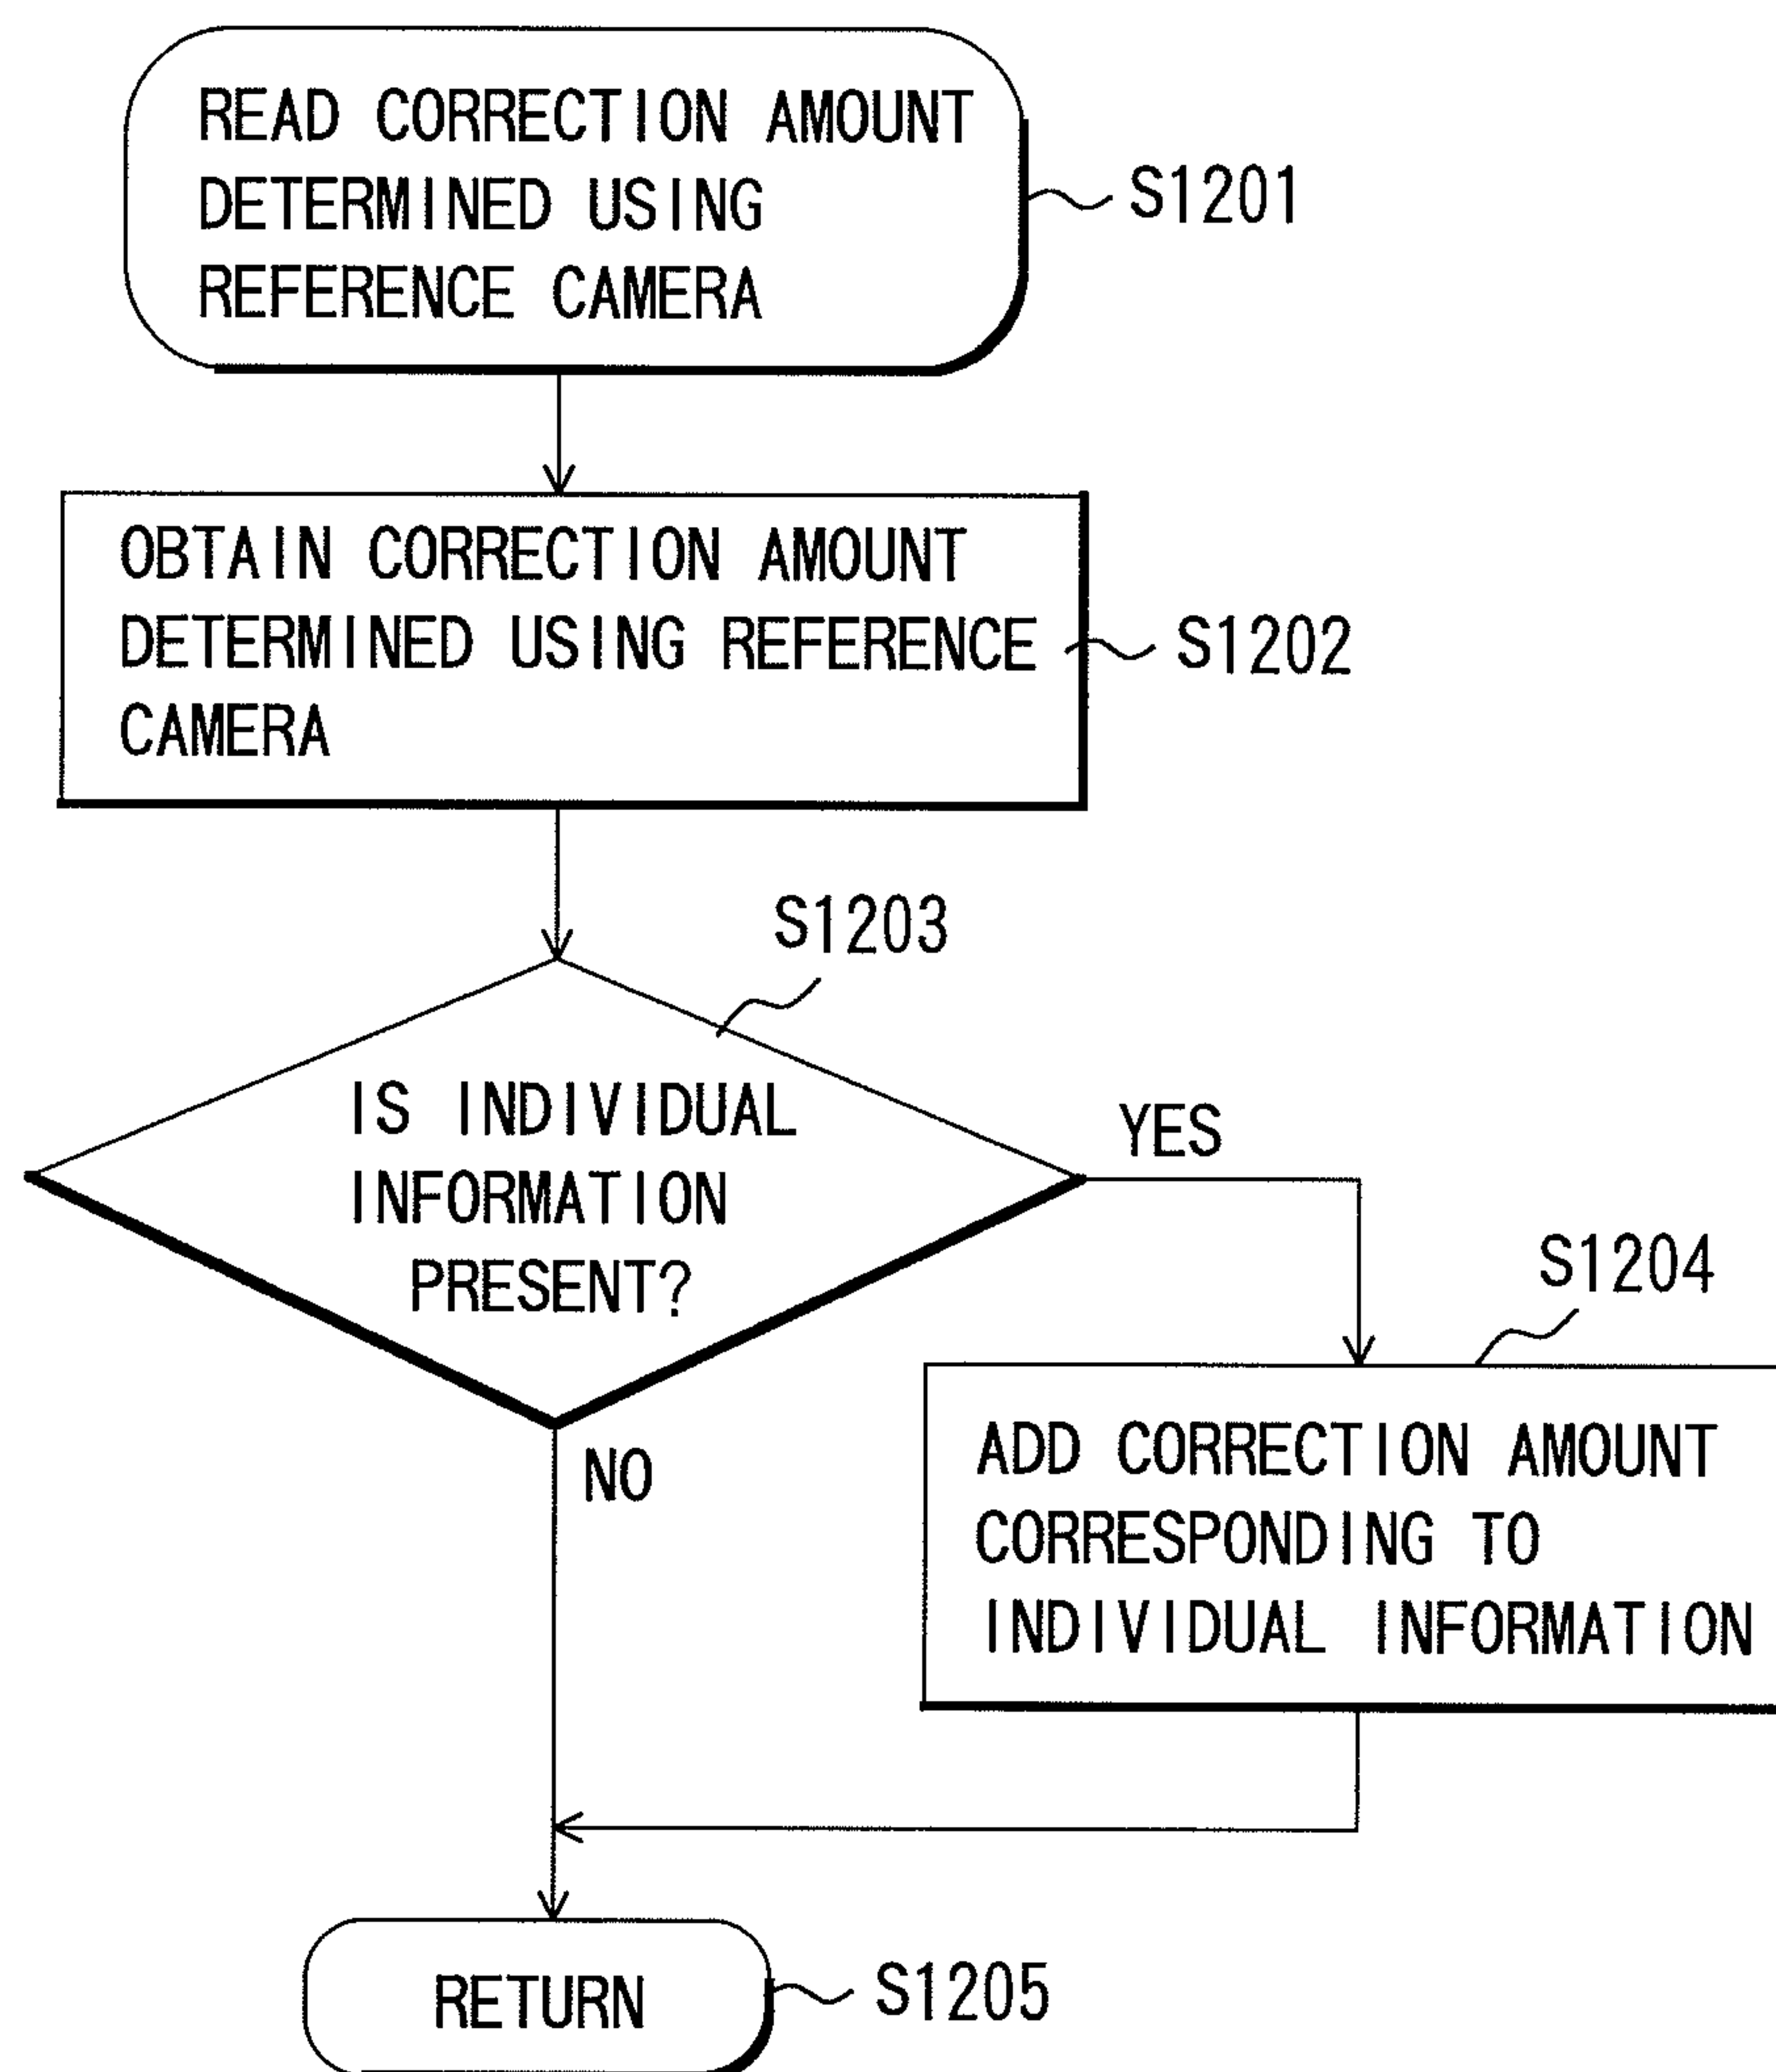 READ CORRECTION AMOUNT
DETERMINED USING
REFERENCE CAMERA
S1201
OBTAIN CORRECTION AMOUNT
DETERMINED USING REFERENCE
CAMERA
S1202
S1203
IS INDIVIDUAL
INFORMATION
PRESENT?
YES
NO
S1204
ADD CORRECTION AMOUNT
CORRESPONDING TO
INDIVIDUAL INFORMATION
RETURN
S1205